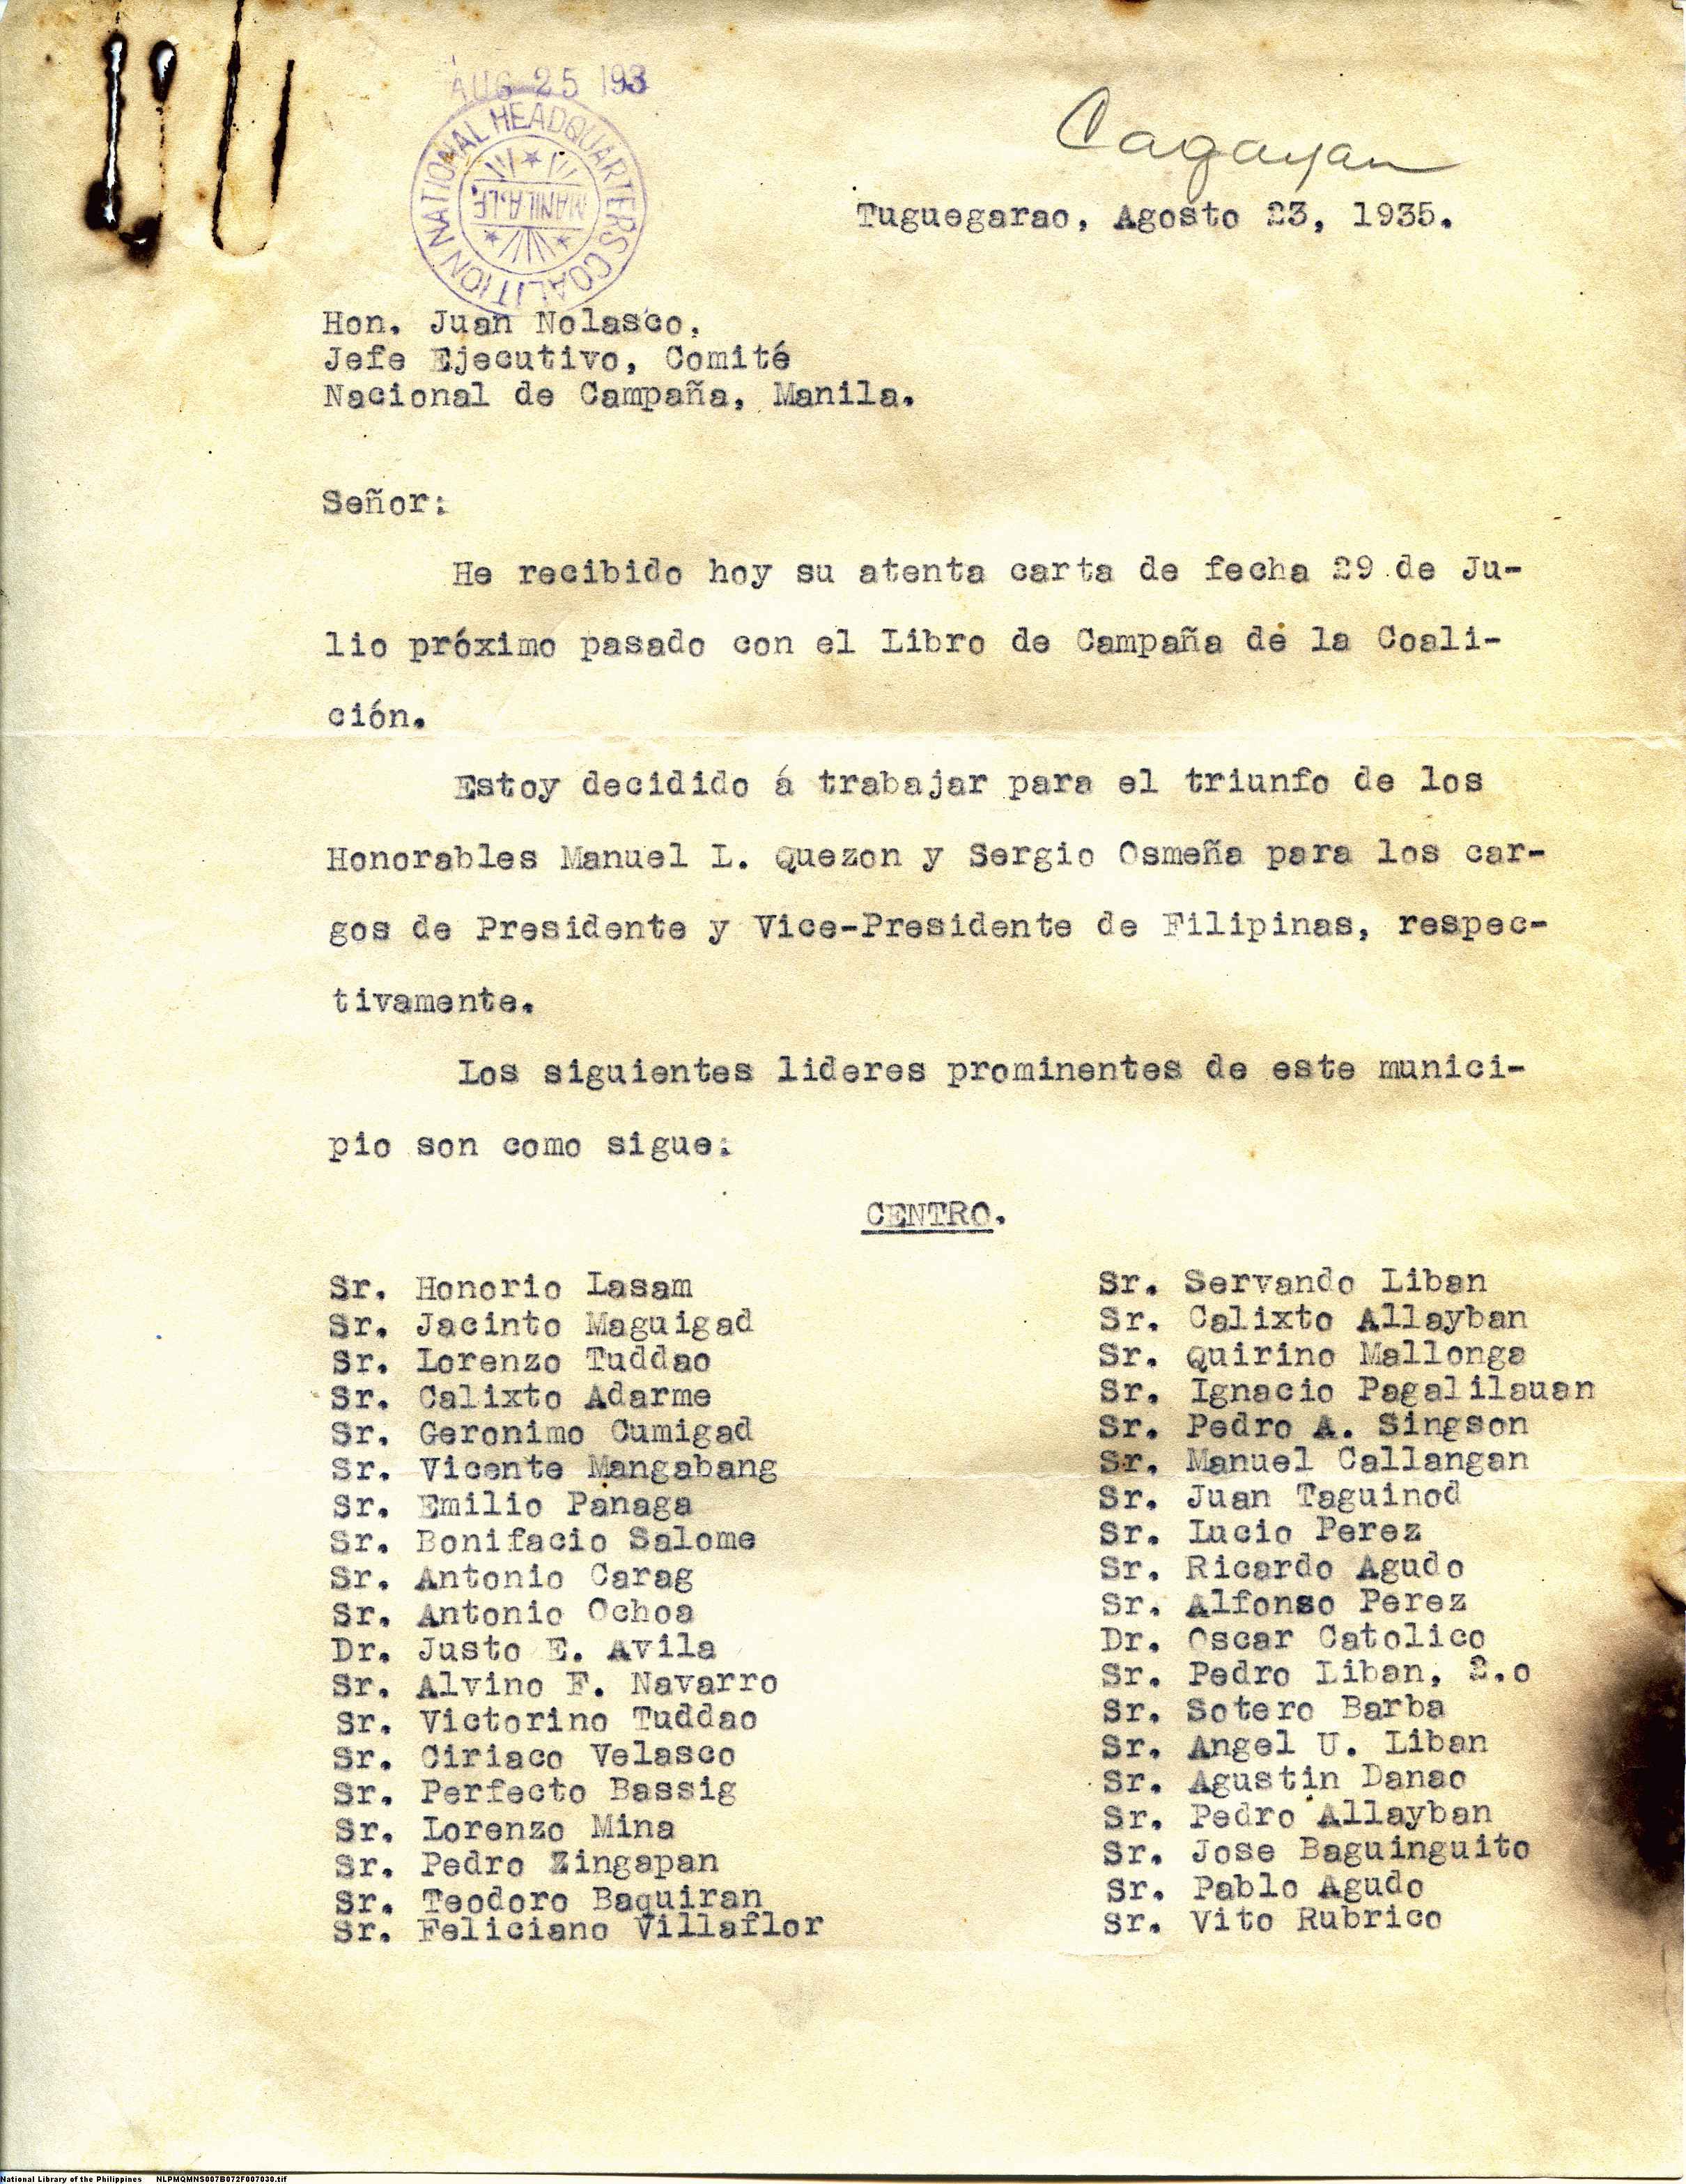 AUG 25 193
COALITION NATIONAL HEADQUARTERS
MANILA, I.F.
Cagayan
Tuguegarao, Agosto 23, 1935.
Hon. Juan Nolasco,
Jefe Ejecutivo, Comité
Nacional de Campaña, Manila.
Señor:
He recibido hoy su atenta carta de fecha 29 de Ju-
lio próximo pasado con el Libro de Campaña de la Coali-
ción.
Estoy decidido á trabajar para el triunfo de los
Honorables Manuel L. Quezon y Sergio Osmeña para los car-
gos de Presidente y Vice-Presidente de Filipinas, respec-
tivamente.
Los siguientes lideres prominentes de este munici-
pio son como sigue:
CENTRO.
Sr. Honorio Lasam
Sr. Jacinto Maguigad
Sr. Lorenzo Tuddao
Sr. Calixto Adarme
Sr. Geronimo Cumigad
Sr. Vicente Mangabang
Sr. Emilio Panaga
Sr. Bonifacio Salome
Sr. Antonio Carag
Sr. Antonio Ochoa
Dr. Justo E. Avila
Sr. Alvino F. Navarro
Sr. Victorino Tuddao
Sr. Ciriaco Velasco
Sr. Perfecto Bassig
Sr. Lorenzo Mina
Sr. Pedro Zingapan
Sr. Teodoro Baquiran
Sr. Feliciano Villaflor
Sr. Servando Liban
Sr. Calixto Allayban
Sr. Quirino Mallonga
Sr. Ignacio Pagalilauan
Sr. Pedro A. Singson
Sr. Manuel Callangan
Sr. Juan Taguinod
Sr. Lucio Perez
Sr. Ricardo Agudo
Sr. Alfonso Perez
Dr. Oscar Catolico
Sr. Pedro Liban, 2.o
Sr. Sotero Barba
Sr. Angel U. Liban
Sr. Agustin Danao
Sr. Pedro Allayban
Sr. Jose Baguinguito
Sr. Pablo Agudo
Sr. Vito Rubrico
National Library of the Philippines NLPMQMNS007B072F007030.tif